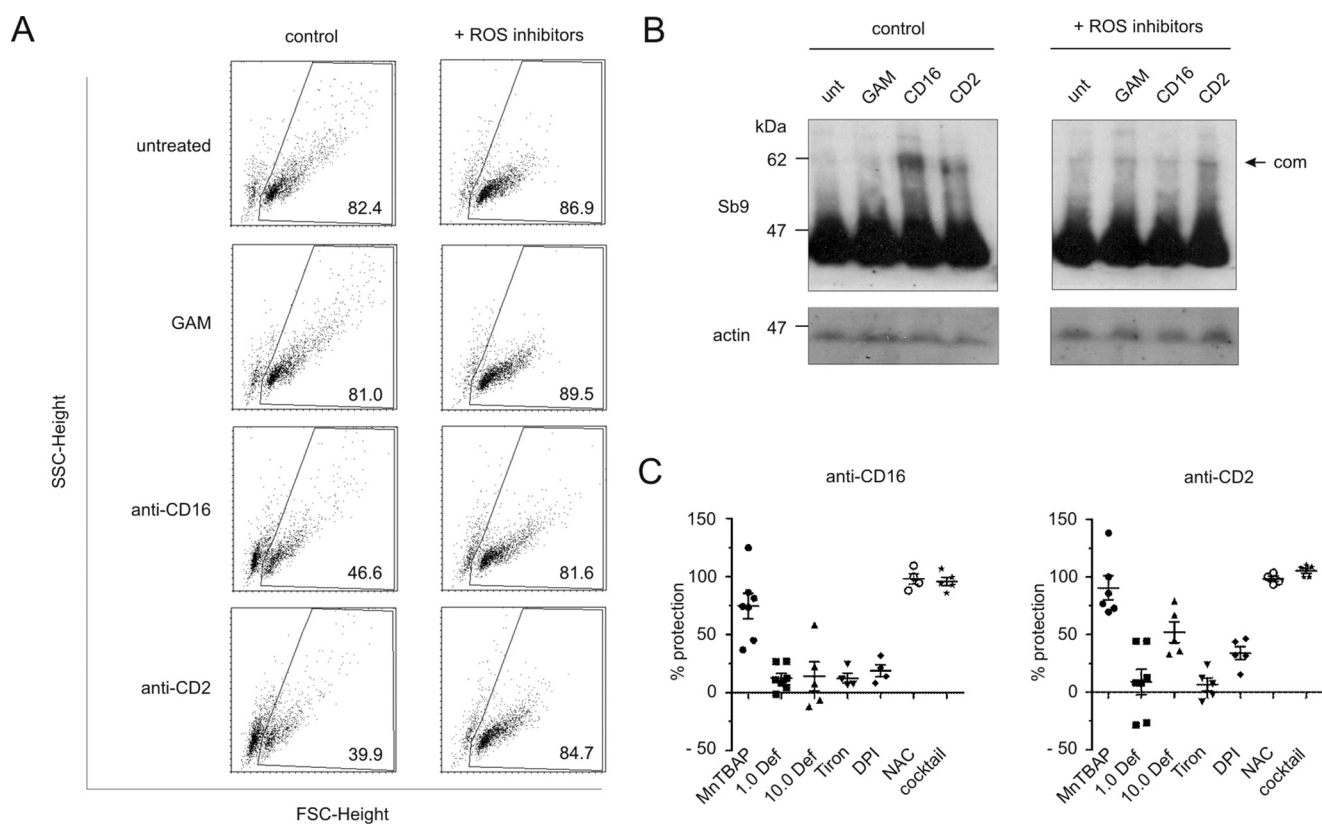 A
control
+ ROS inhibitors
untreated
82.4
86.9
GAM
81.0
89.5
anti-CD16
46.6
81.6
anti-CD2
39.9
84.7
SSC-Height
FSC-Height
B
control
+ ROS inhibitors
unt GAM CD16 CD2
unt GAM CD16 CD2
kDa
62
com
Sb9
47
47
actin
C
anti-CD16
% protection
150
100
50
0
-50
MnTBAP
1.0 Def
10.0 Def
Tiron
DPI
NAC
cocktail
anti-CD2
% protection
150
100
50
0
-50
MnTBAP
1.0 Def
10.0 Def
Tiron
DPI
NAC
cocktail